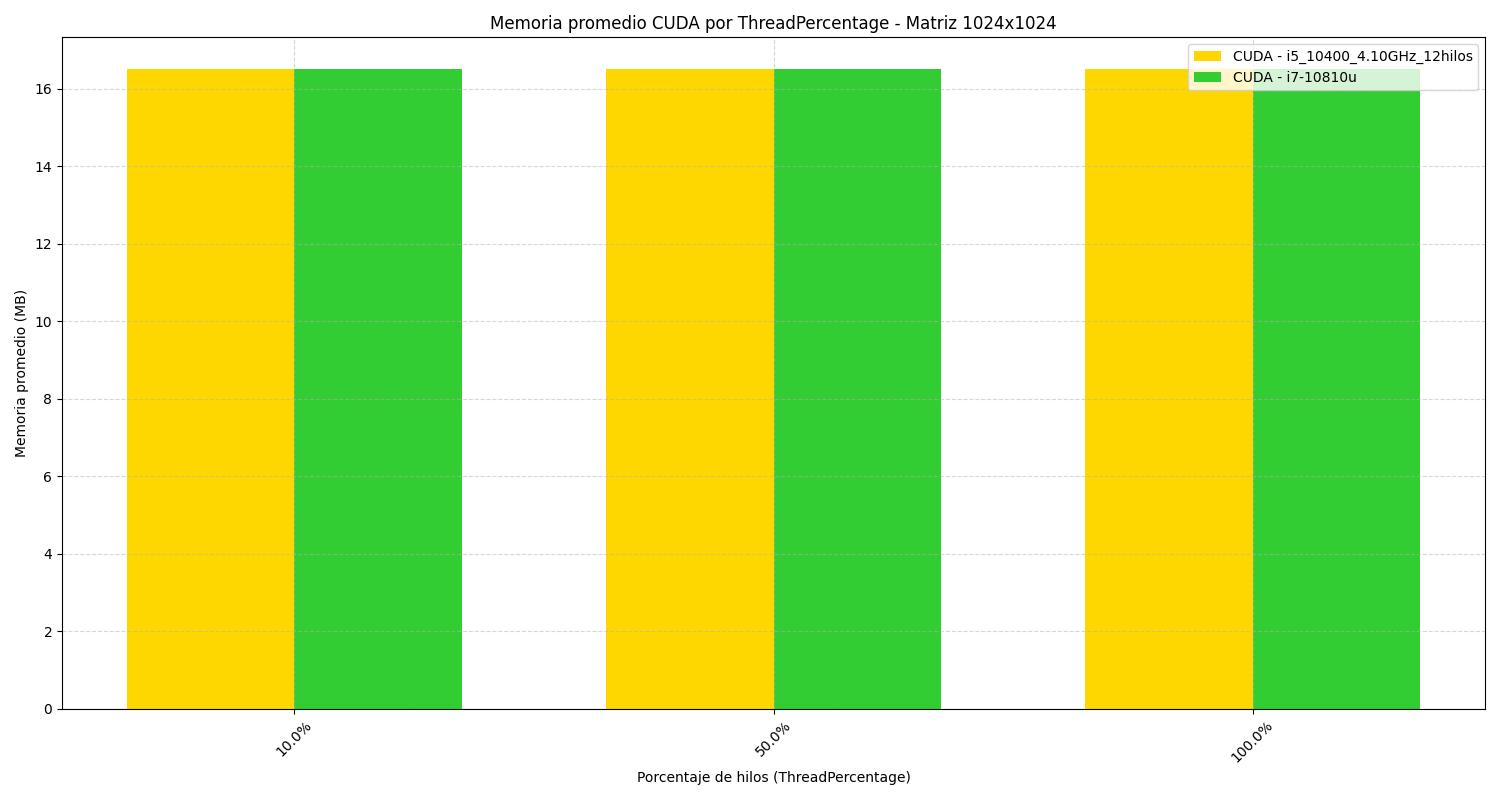 Memoria promedio CUDA por ThreadPercentage - Matriz 1024x1024
CUDA - i5_10400_4.10GHz_12hilos
CUDA - i7-10810u
Memoria promedio (MB)
16
14
12
10
8
6
4
2
0
10.0%
50.0%
100.0%
Porcentaje de hilos (ThreadPercentage)